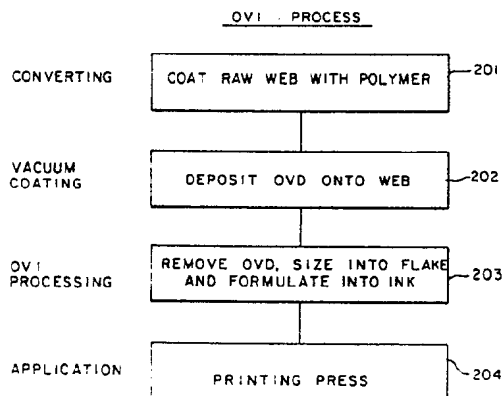 OVI PROCESS
CONVERTING
COAT RAW WEB WITH POLYMER
201
VACUUM
COATING
DEPOSIT OVD ONTO WEB
202
OVI
PROCESSING
REMOVE OVD, SIZE INTO FLAKE
AND FORMULATE INTO INK
203
APPLICATION
PRINTING PRESS
204